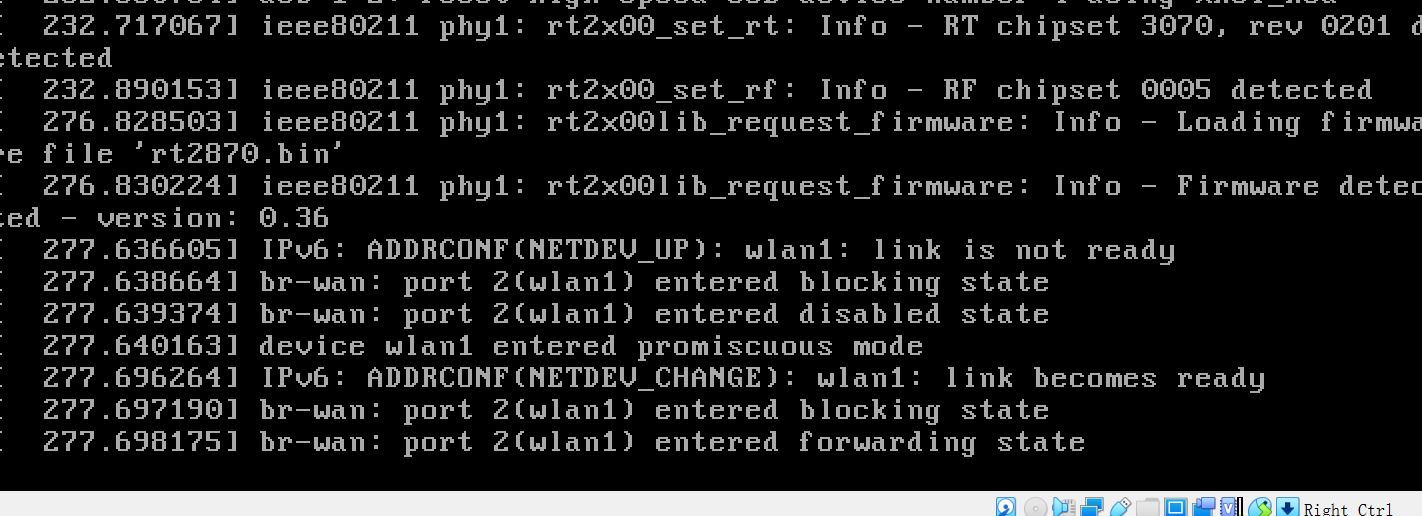 [ 232.717067] ieee80211 phy1: rt2x00_set_rt: Info - RT chipset 3070, rev 0201 d
etected
[ 232.890153] ieee80211 phy1: rt2x00_set_rf: Info - RF chipset 0005 detected
[ 276.828503] ieee80211 phy1: rt2x00lib_request_firmware: Info - Loading firmwa
re file 'rt2870.bin'
[ 276.830224] ieee80211 phy1: rt2x00lib_request_firmware: Info - Firmware detec
ted - version: 0.36
[ 277.636605] IPv6: ADDRCONF(NETDEV_UP): wlan1: link is not ready
[ 277.638664] br-wan: port 2(wlan1) entered blocking state
[ 277.639374] br-wan: port 2(wlan1) entered disabled state
[ 277.640163] device wlan1 entered promiscuous mode
[ 277.696264] IPv6: ADDRCONF(NETDEV_CHANGE): wlan1: link becomes ready
[ 277.697190] br-wan: port 2(wlan1) entered blocking state
[ 277.698175] br-wan: port 2(wlan1) entered forwarding state
Right Ctrl